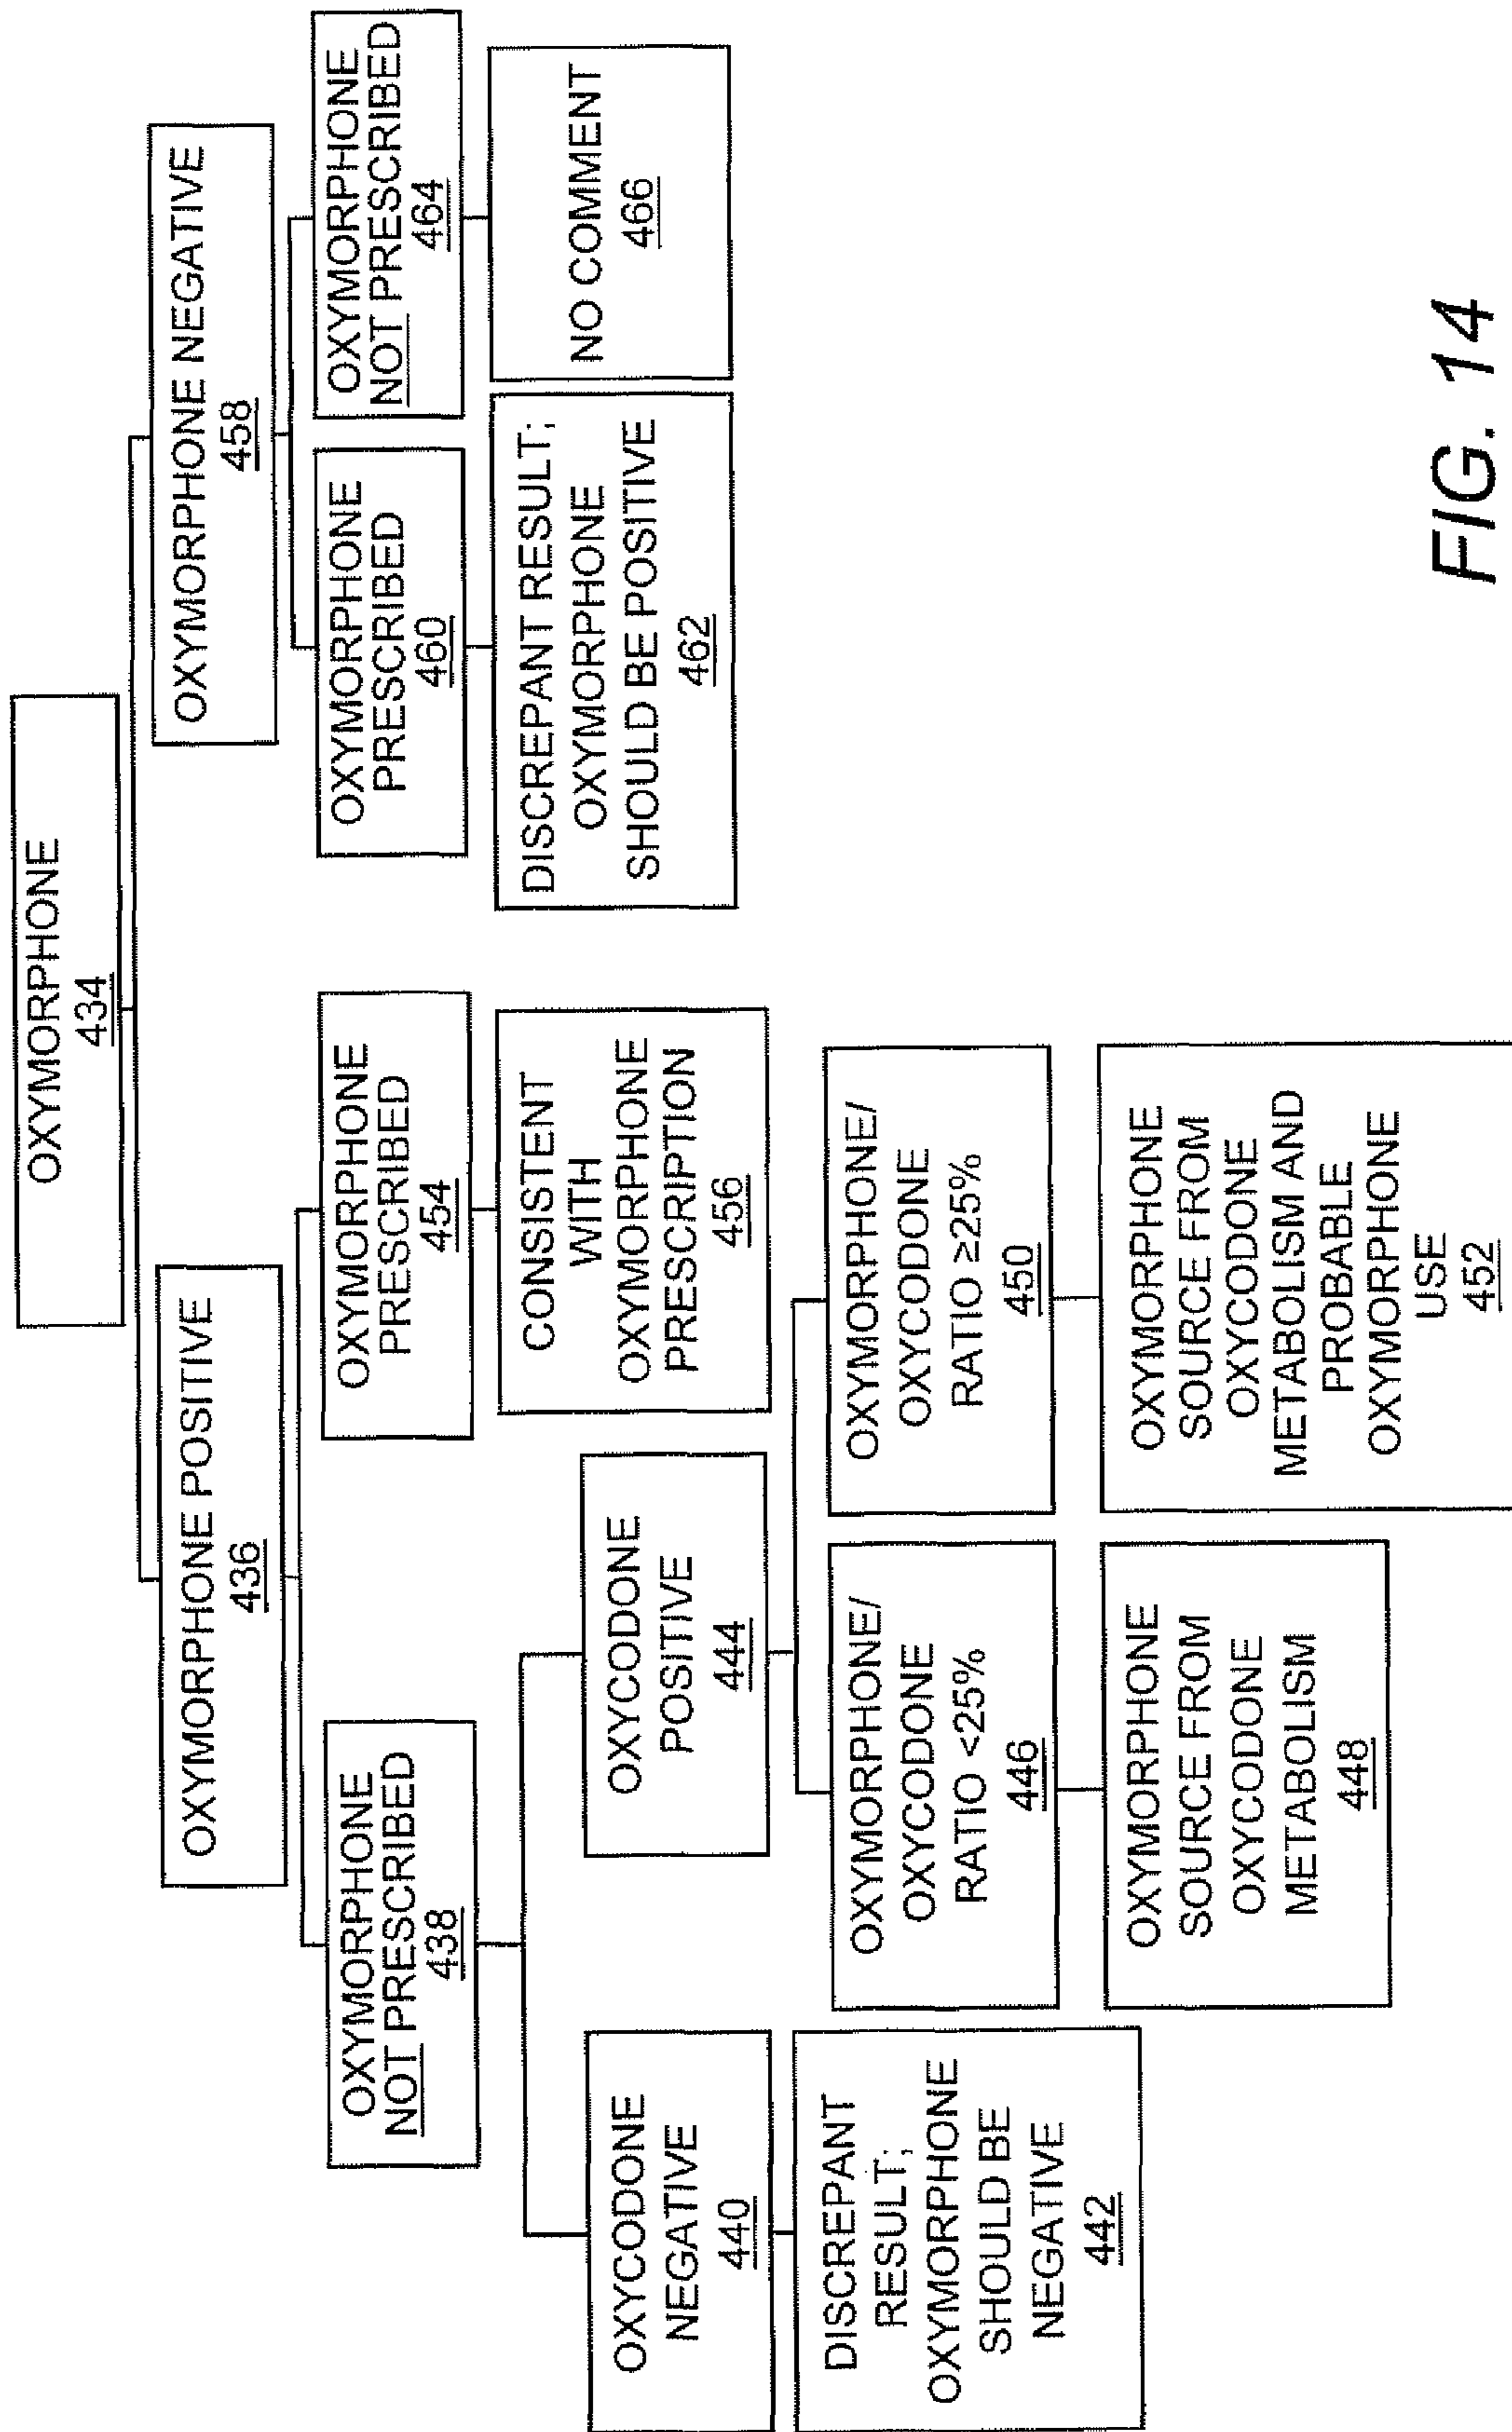 OXYMORPHONE
434
OXYMORPHONE POSITIVE
436
OXYMORPHONE NEGATIVE
458
OXYMORPHONE
NOT PRESCRIBED
438
OXYMORPHONE
PRESCRIBED
454
OXYMORPHONE
PRESCRIBED
460
OXYMORPHONE
NOT PRESCRIBED
464
CONSISTENT
WITH
OXYMORPHONE
PRESCRIPTION
456
DISCREPANT RESULT;
OXYMORPHONE
SHOULD BE POSITIVE
462
NO COMMENT
466
OXYCODONE
NEGATIVE
440
OXYCODONE
POSITIVE
444
DISCREPANT
RESULT;
OXYMORPHONE
SHOULD BE
NEGATIVE
442
OXYMORPHONE/
OXYCODONE
RATIO <25%
446
OXYMORPHONE/
OXYCODONE
RATIO ≥25%
450
OXYMORPHONE
SOURCE FROM
OXYCODONE
METABOLISM
448
OXYMORPHONE
SOURCE FROM
OXYCODONE
METABOLISM AND
PROBABLE
OXYMORPHONE
USE
452
FIG. 14